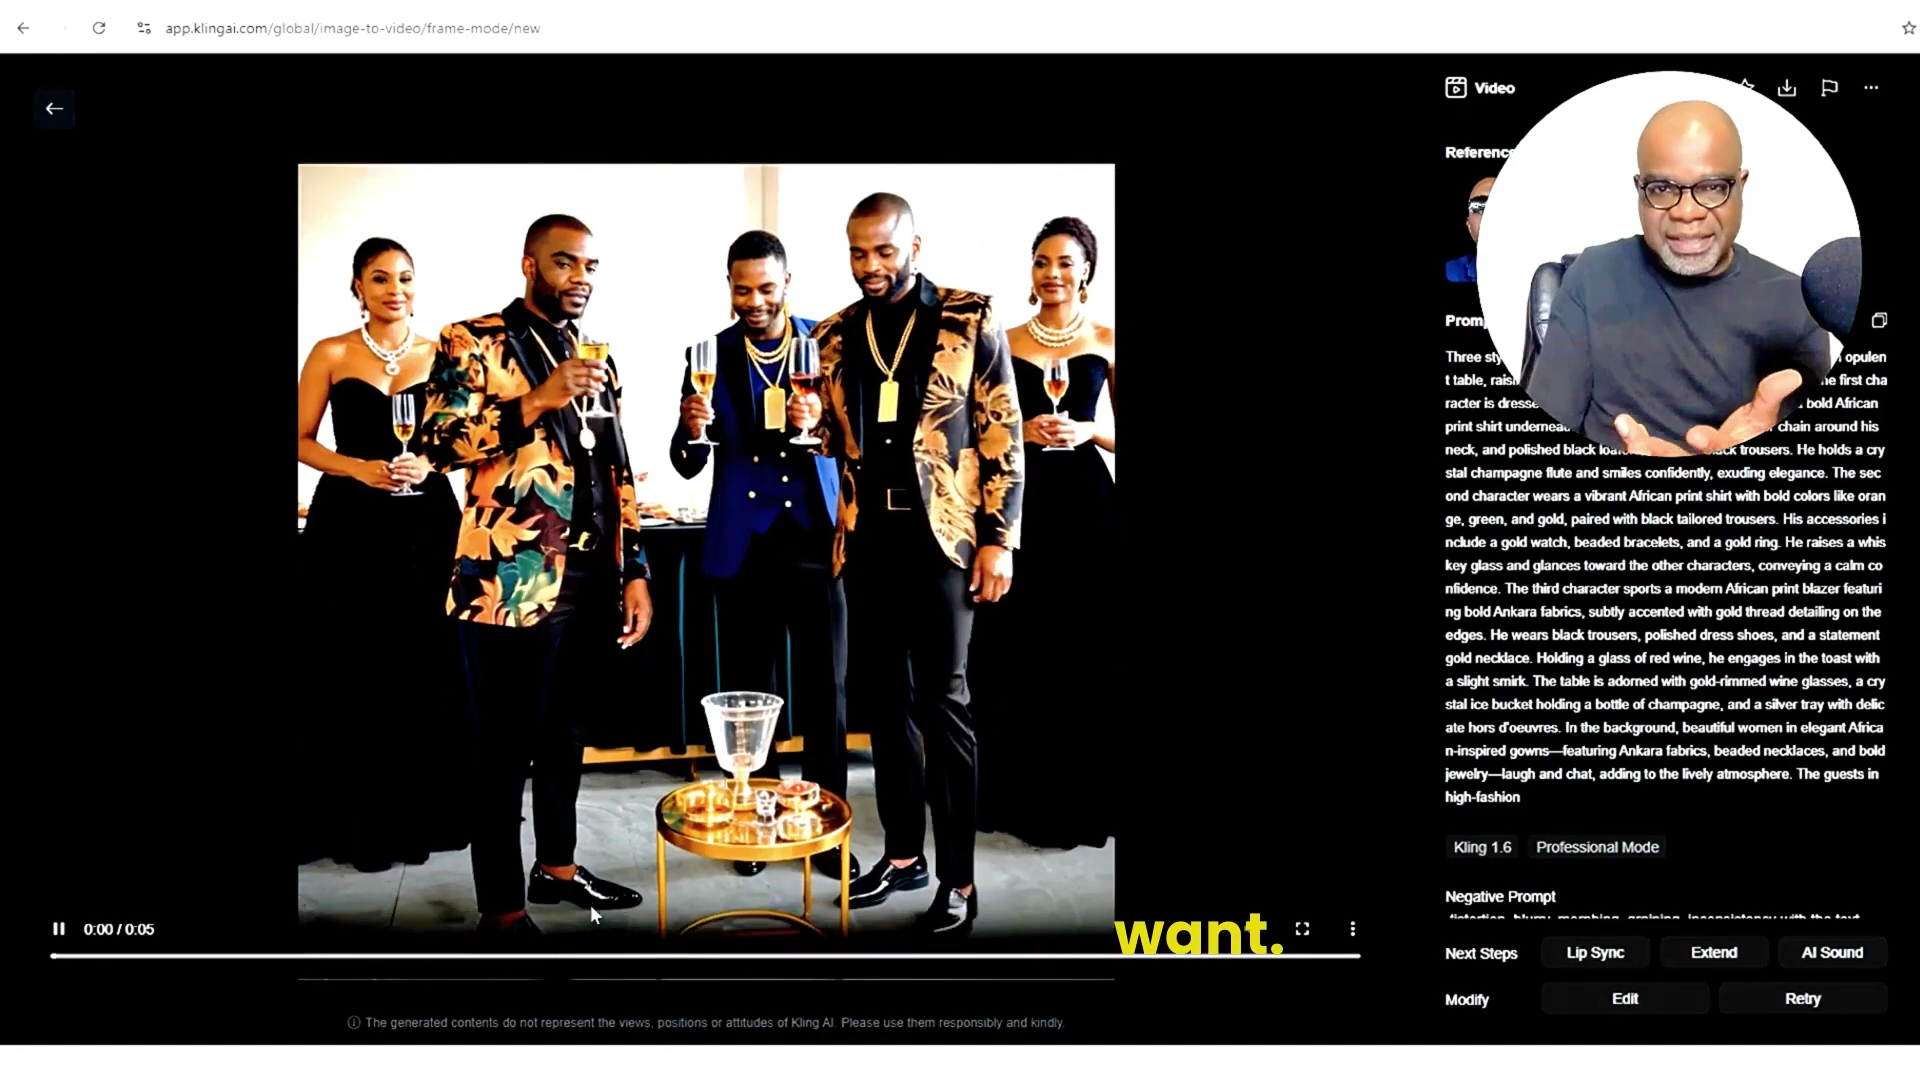 app.klingai.com/global/image-to-video/frame-mode/new
Video
Three
opulen
t table,
first cha
racter is
bold African
print shirt
chain around his
neck, and polished black trousers. He holds a cry
stal champagne flute and smiles confidently, exuding elegance. The sec
ond character wears a vibrant African print shirt with bold colors like oran
ge, green, and gold, paired with black tailored trousers. His accessories i
nclude a gold watch, beaded bracelets, and a gold ring. He raises a whis
key glass and glances toward the other characters, conveying a calm co
nfidence. The third character sports a modern African print blazer featuri
ng bold Ankara fabrics, subtly accented with gold thread detailing on the
edges. He wears black trousers, polished dress shoes, and a statement
gold necklace. Holding a glass of red wine, he engages in the toast with
a slight smirk. The table is adorned with gold-rimmed wine glasses, a cry
stal ice bucket holding a bottle of champagne, and a silver tray with delic
ate hors d'oeuvres. In the background, beautiful women in elegant Africa
n-inspired gowns—featuring Ankara fabrics, beaded necklaces, and bold
jewelry—laugh and chat, adding to the lively atmosphere. The guests in
high-fashion
Kling 1.6 Professional Mode
Negative Prompt
0:00 / 0:05
want.
Next Steps Lip Sync Extend AI Sound
Modify Edit Retry
The generated contents do not represent the views, positions or attitudes of Kling AI. Please use them responsibly and kindly.